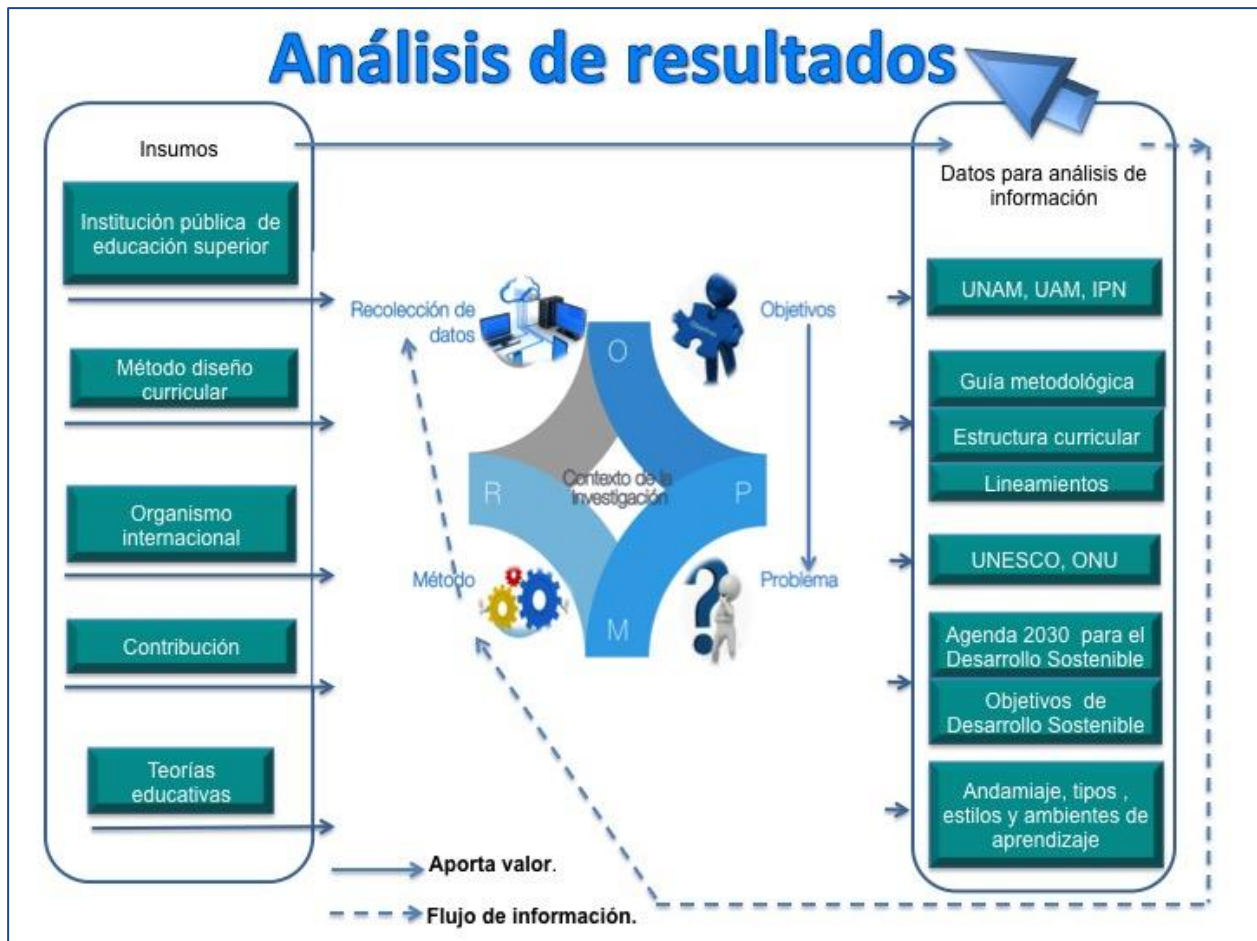 Análisis de resultados
Insumos
Institución pública de
educación superior
Método diseño
curricular
Organismo
internacional
Contribución
Teorías
educativas
Recolección de
datos
Objetivos
Objetivos
O
R
P
M
Contexto de la
Investigación
Método
Problema
Aporta valor.
Flujo de información.
Datos para análisis de
información
UNAM, UAM, IPN
Guía metodológica
Estructura curricular
Lineamientos
UNESCO, ONU
Agenda 2030 para el
Desarrollo Sostenible
Objetivos de
Desarrollo Sostenible
Andamiaje, tipos ,
estilos y ambientes de
aprendizaje